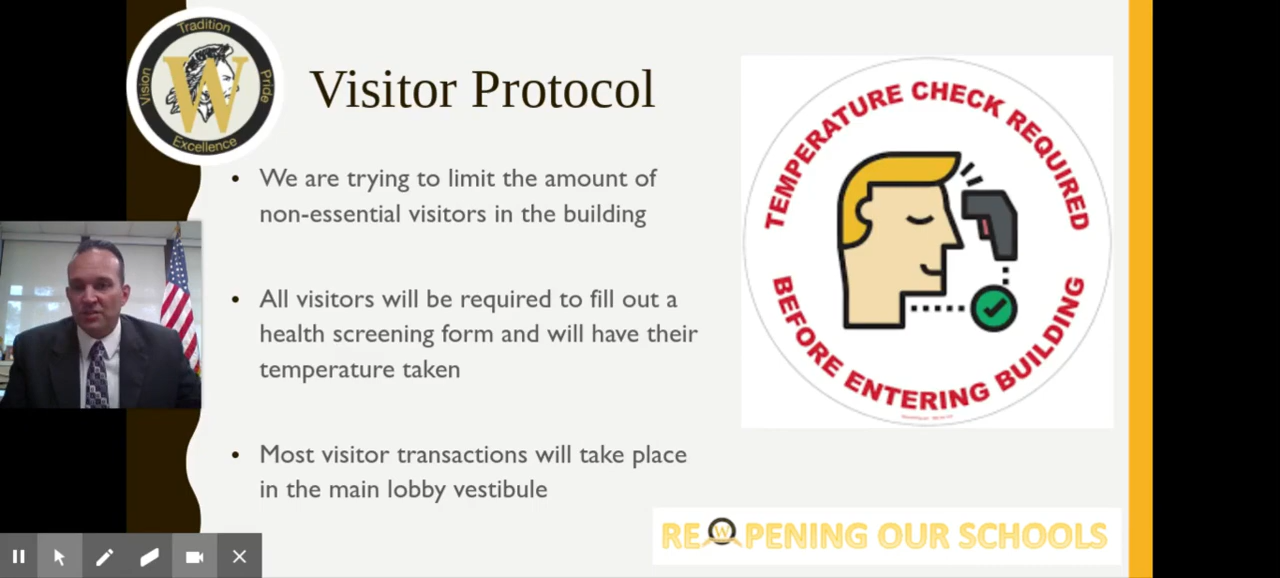 Tradition
Vision
W
Pride
Excellence
Visitor Protocol
• We are trying to limit the amount of
non-essential visitors in the building
• All visitors will be required to fill out a
health screening form and will have their
temperature taken
• Most visitor transactions will take place
in the main lobby vestibule
TEMPERATURE CHECK REQUIRED
BEFORE ENTERING BUILDING
REOPENING OUR SCHOOLS